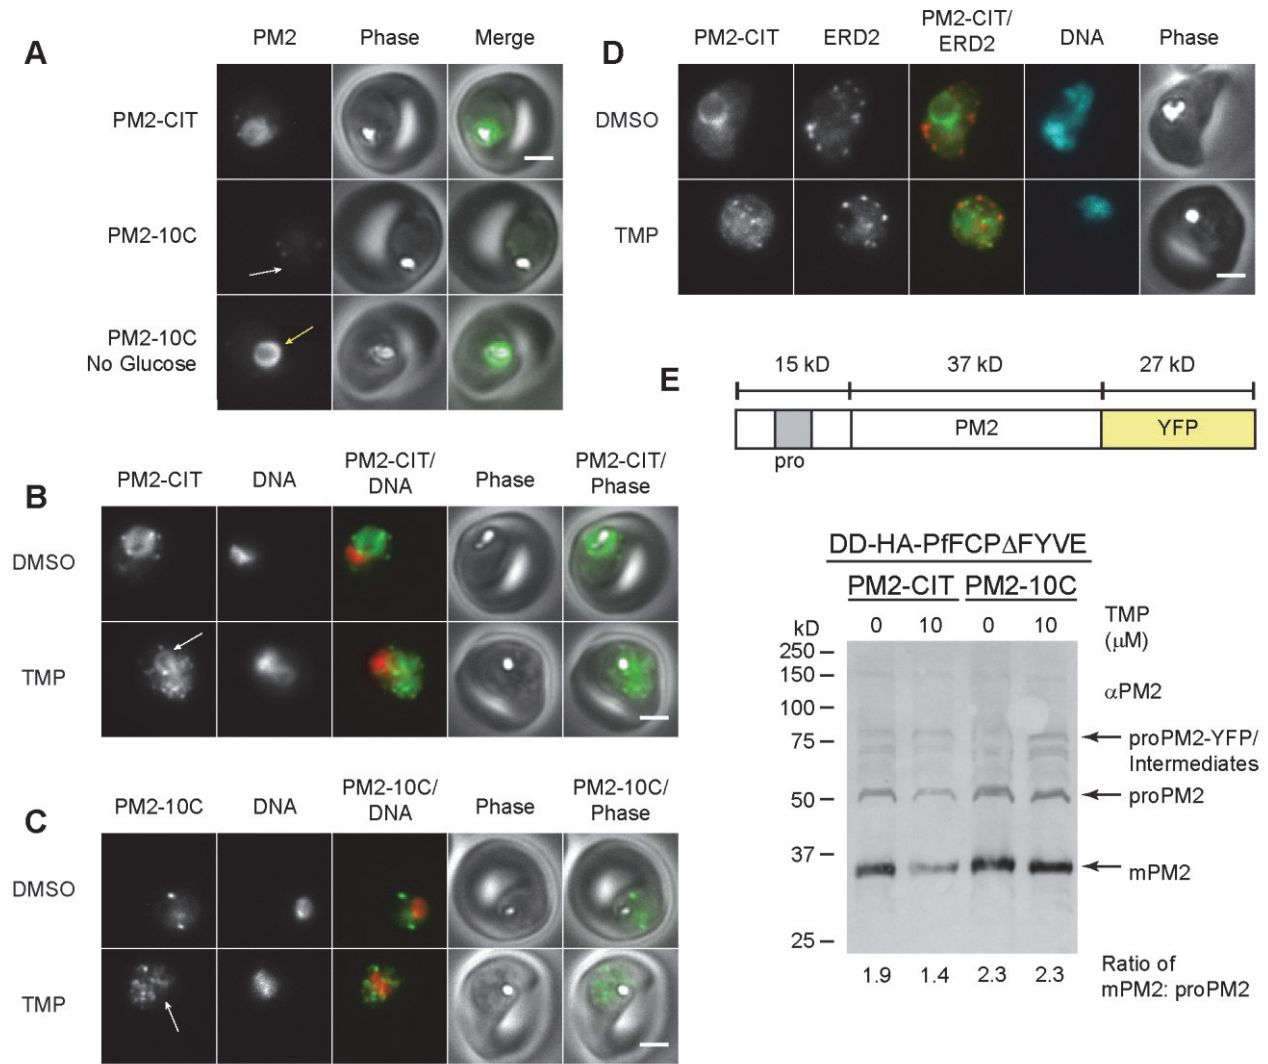 A
PM2 Phase Merge
PM2-CIT
PM2-10C
PM2-10C
No Glucose
B
PM2-CIT DNA PM2-CIT/
DNA Phase PM2-CIT/
Phase
DMSO
TMP
C
PM2-10C DNA PM2-10C/
DNA Phase PM2-10C/
Phase
DMSO
TMP
D
PM2-CIT ERD2 PM2-CIT/
ERD2 DNA Phase
DMSO
TMP
E
15 kD 37 kD 27 kD
PM2 YFP
pro
DD-HA-PfFCPΔFYVE
PM2-CIT PM2-10C
0 10 0 10 TMP
(μM)
kD
250
150
100
75
50
37
25
αPM2
proPM2-YFP/
Intermediates
proPM2
mPM2
1.9 1.4 2.3 2.3 Ratio of
mPM2: proPM2